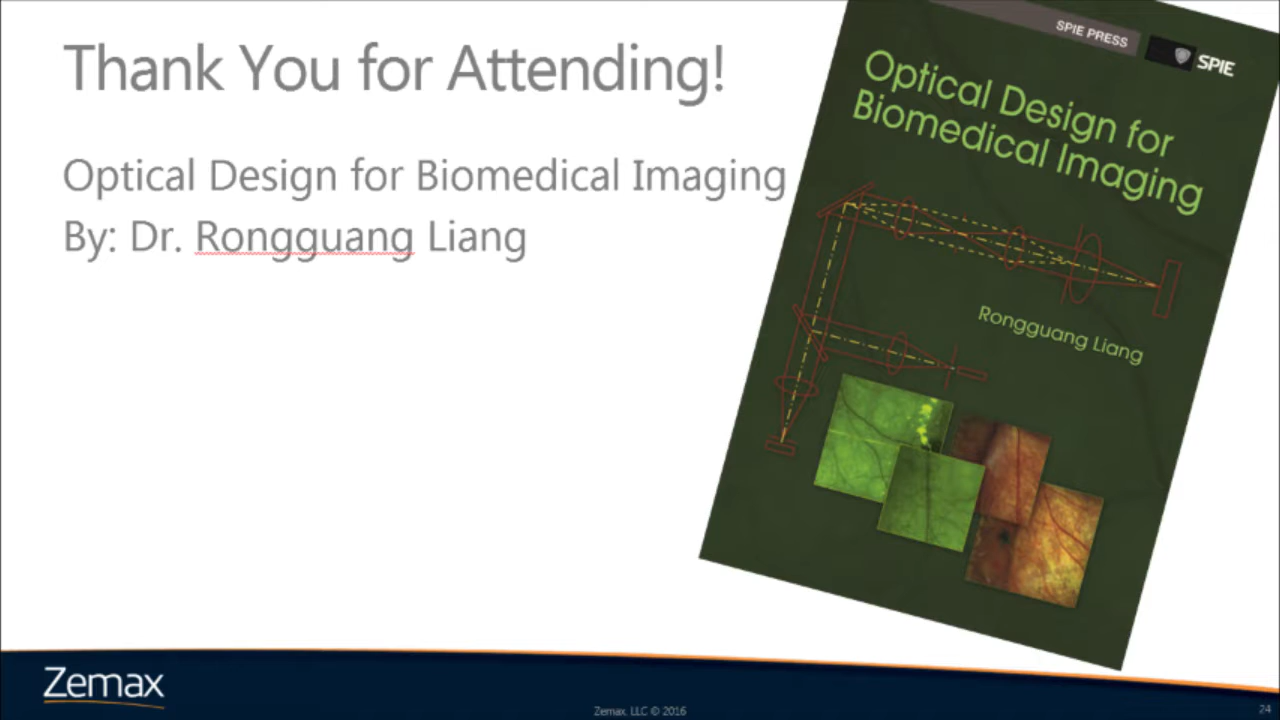 Thank You for Attending!
Optical Design for Biomedical Imaging
By: Dr. Rongguang Liang
SPIE PRESS
SPIE
Optical Design for
Biomedical Imaging
Rongguang Liang
Zemax
Zemax, LLC © 2016
24